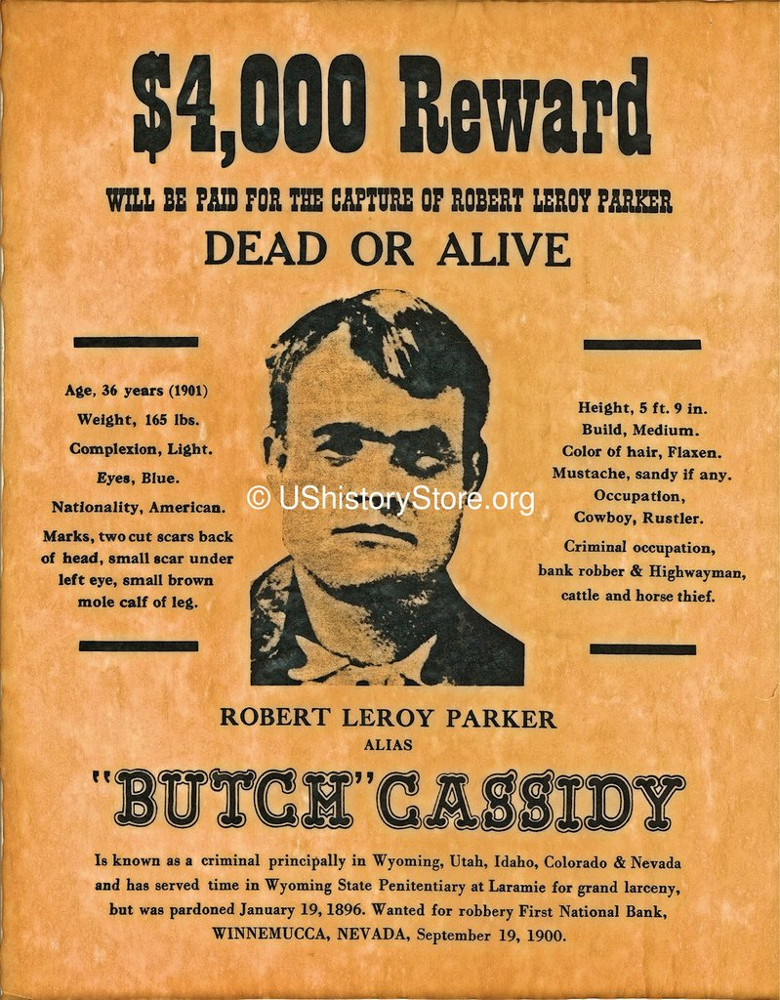 $4,000 Reward
WILL BE PAID FOR THE CAPTURE OF ROBERT LEROY PARKER
DEAD OR ALIVE
Age, 36 years (1901)
Weight, 165 lbs.
Complexion, Light.
Eyes, Blue.
Nationality, American.
Marks, two cut scars back
of head, small scar under
left eye, small brown
mole calf of leg.
Height, 5 ft. 9 in.
Build, Medium.
Color of hair, Flaxen.
Mustache, sandy if any.
Occupation,
Cowboy, Rustler.
Criminal occupation,
bank robber & Highwayman,
cattle and horse thief.
© UShistoryStore.org
ROBERT LEROY PARKER
ALIAS
"BUTCH" CASSIDY
Is known as a criminal principally in Wyoming, Utah, Idaho, Colorado & Nevada
and has served time in Wyoming State Penitentiary at Laramie for grand larceny,
but was pardoned January 19, 1896. Wanted for robbery First National Bank,
WINNEMUCCA, NEVADA, September 19, 1900.